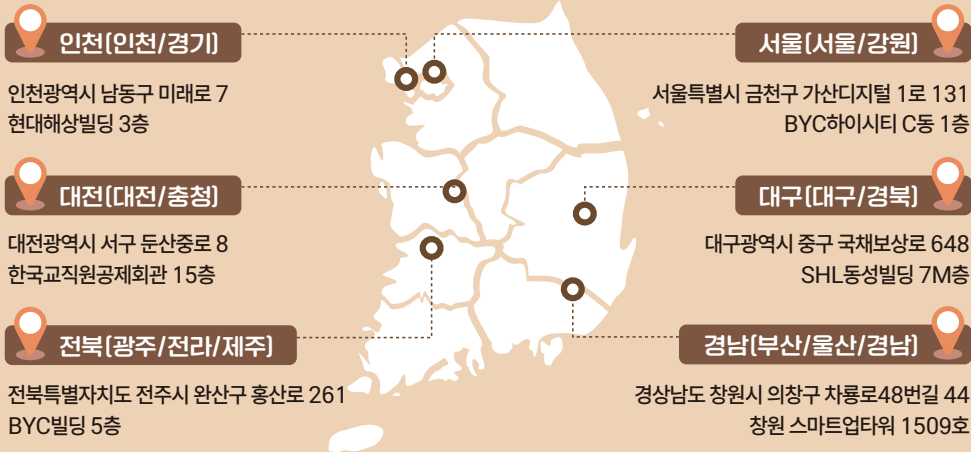 인천(인천/경기)
인천광역시 남동구 미래로 7
현대해상빌딩 3층
서울(서울/강원)
서울특별시 금천구 가산디지털 1로 131
BYC하이시티 C동 1층
대전(대전/충청)
대전광역시 서구 둔산중로 8
한국교직원공제회관 15층
대구(대구/경북)
대구광역시 중구 국채보상로 648
SHL동성빌딩 7M층
전북(광주/전라/제주)
전북특별자치도 전주시 완산구 홍산로 261
BYC빌딩 5층
경남(부산/울산/경남)
경상남도 창원시 의창구 차룡로48번길 44
창원 스마트업타워 1509호